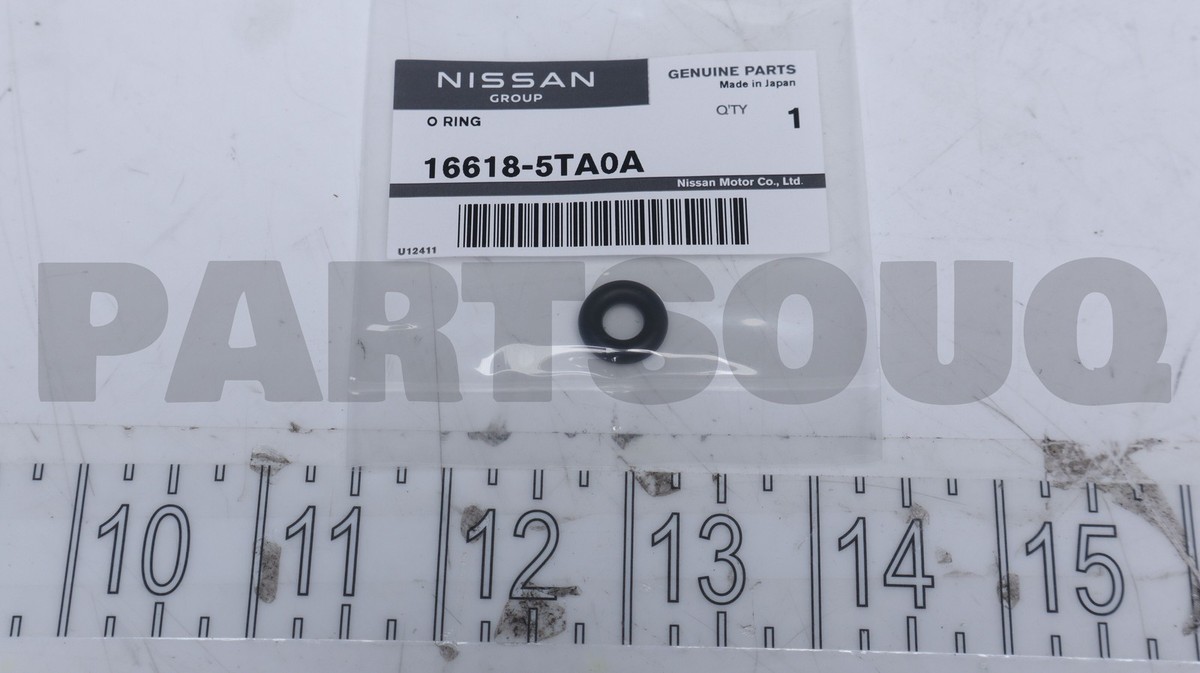 NISSAN
GROUP
GENUINE PARTS
Made in Japan
O RING
Q'TY 1
16618-5TA0A
Nissan Motor Co., Ltd.
U12411
PARTSOUQ
10 11 12 13 14 15